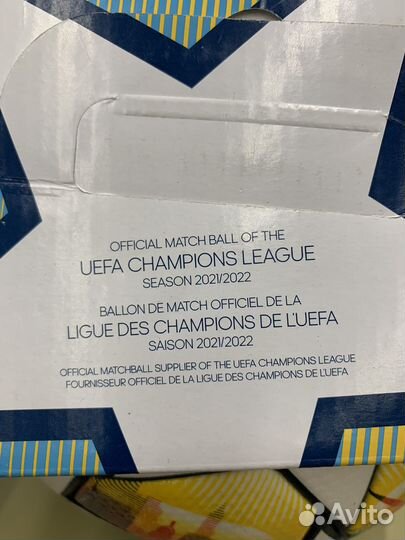 OFFICIAL MATCH BALL OF THE
UEFA CHAMPIONS LEAGUE
SEASON 2021/2022
BALLON DE MATCH OFFICIEL DE LA
LIGUE DES CHAMPIONS DE L'UEFA
SAISON 2021/2022
OFFICIAL MATCHBALL SUPPLIER OF THE UEFA CHAMPIONS LEAGUE
FOURNISSEUR OFFICIEL DE LA LIGUE DES CHAMPIONS DE L'UEFA
Avito